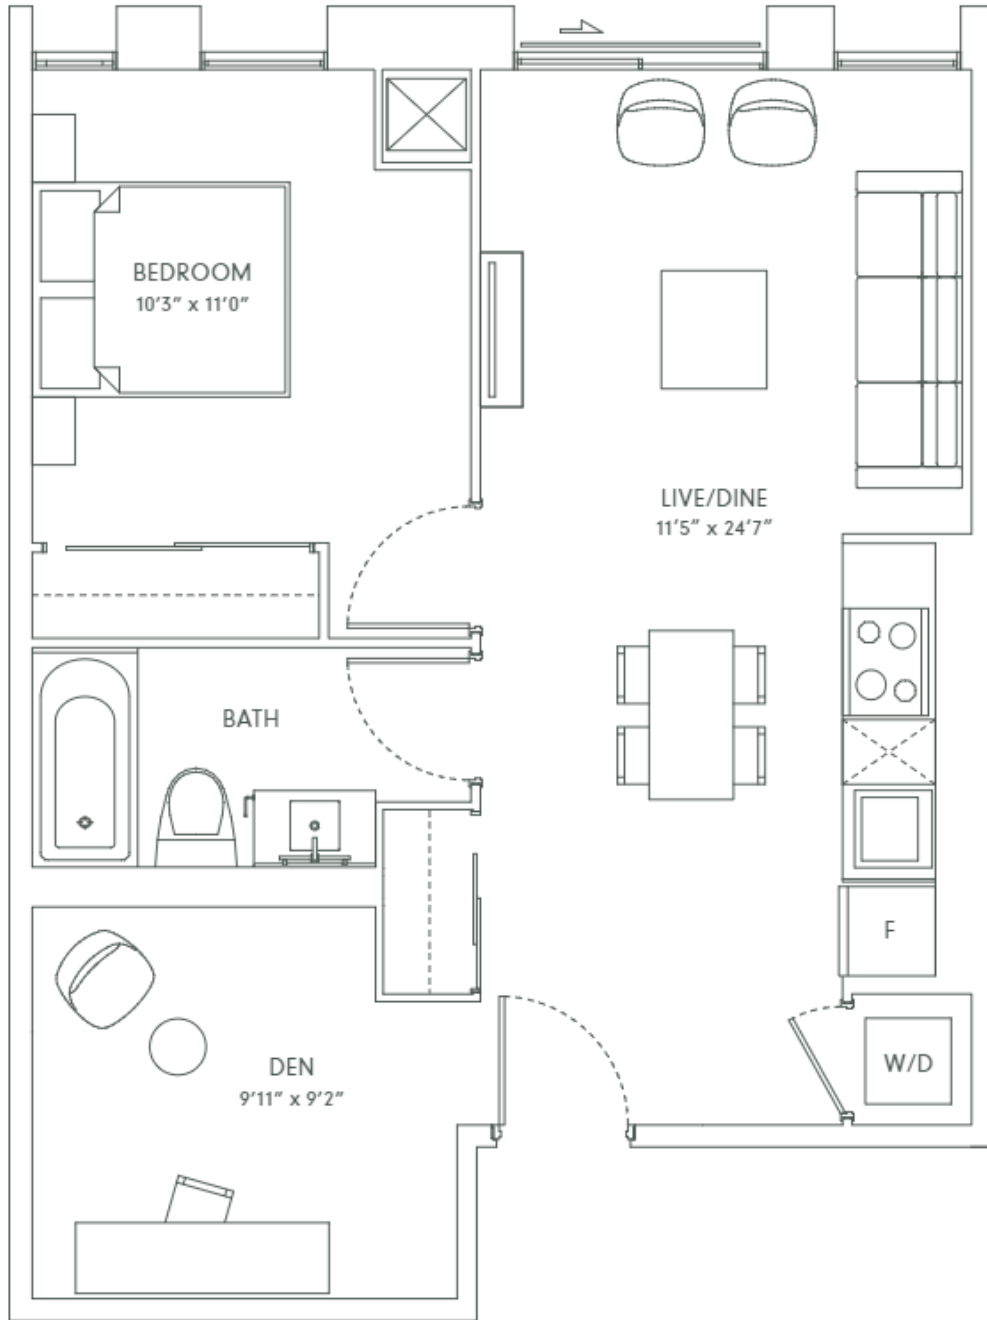 BEDROOM
10'3" x 11'0"
LIVE/DINE
11'5" x 24'7"
BATH
F
DEN
9'11" x 9'2"
W/D